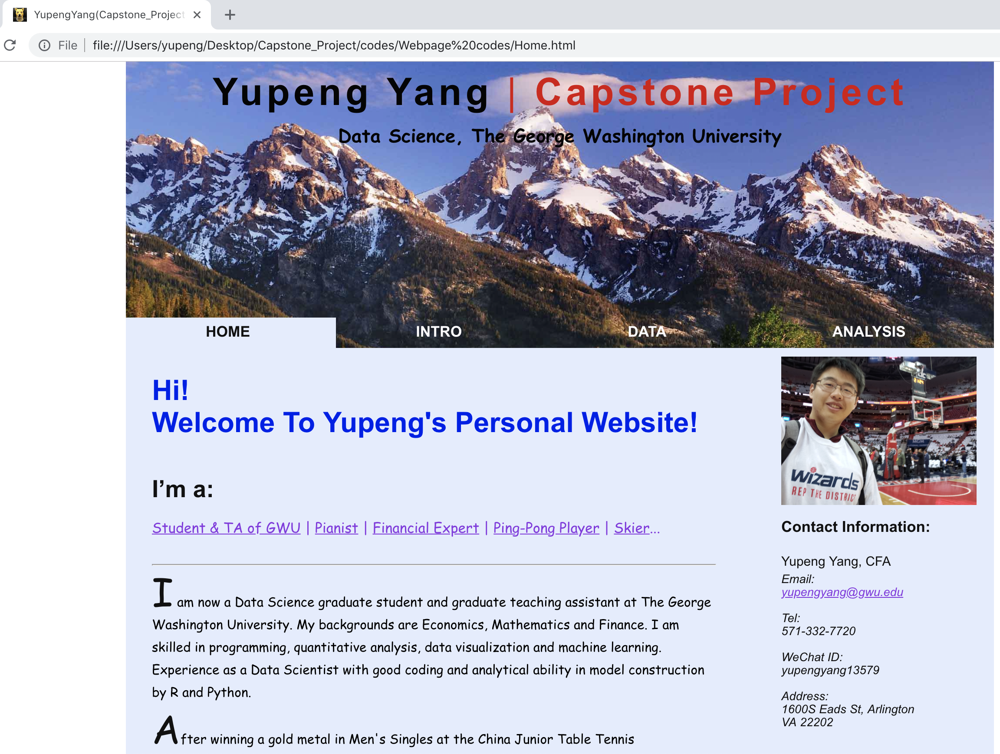 YupengYang(Capstone_Project
File
file:///Users/yupeng/Desktop/Capstone_Project/codes/Webpage%20codes/Home.html
Yupeng Yang | Capstone Project
Data Science, The George Washington University
HOME INTRO DATA ANALYSIS
Hi!
Welcome To Yupeng's Personal Website!
I’m a:
Student & TA of GWU | Pianist | Financial Expert | Ping-Pong Player | Skier...
I am now a Data Science graduate student and graduate teaching assistant at The George
Washington University. My backgrounds are Economics, Mathematics and Finance. I am
skilled in programming, quantitative analysis, data visualization and machine learning.
Experience as a Data Scientist with good coding and analytical ability in model construction
by R and Python.
After winning a gold metal in Men's Singles at the China Junior Table Tennis
MGM
Wizards
REP THE DISTRICT
Contact Information:
Yupeng Yang, CFA
Email:
yupengyang@gwu.edu
Tel:
571-332-7720
WeChat ID:
yupengyang13579
Address:
1600S Eads St, Arlington
VA 22202